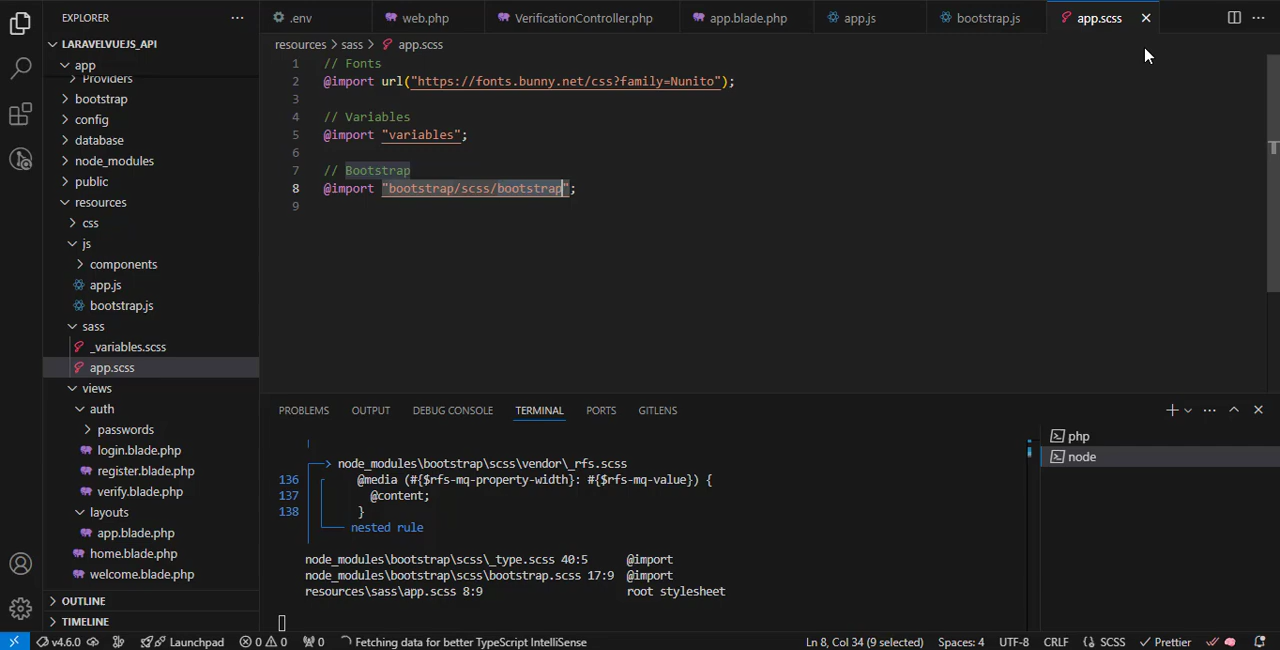 EXPLORER
LARAVELVUEJS_API
app
Providers
bootstrap
config
database
node_modules
public
resources
css
js
components
app.js
bootstrap.js
sass
_variables.scss
app.scss
views
auth
passwords
login.blade.php
register.blade.php
verify.blade.php
layouts
app.blade.php
home.blade.php
welcome.blade.php
OUTLINE
TIMELINE
.env web.php VerificationController.php app.blade.php app.js bootstrap.js app.scss
resources > sass > app.scss
1 // Fonts
2 @import url("https://fonts.bunny.net/css?family=Nunito");
3
4 // Variables
5 @import "variables";
6
7 // Bootstrap
8 @import "bootstrap/scss/bootstrap";
9
PROBLEMS OUTPUT DEBUG CONSOLE TERMINAL PORTS GITLENS
node_modules\bootstrap\scss\vendor\_rfs.scss
136 @media (#{$rfs-mq-property-width}: #{$rfs-mq-value}) {
137 @content;
138 }
nested rule
node_modules\bootstrap\scss\_type.scss 40:5 @import
node_modules\bootstrap\scss\bootstrap.scss 17:9 @import
resources\sass\app.scss 8:9 root stylesheet
php
node
v4.6.0 Launchpad 0 0 0 Fetching data for better TypeScript IntelliSense Ln 8, Col 34 (9 selected) Spaces: 4 UTF-8 CRLF {} SCSS Prettier